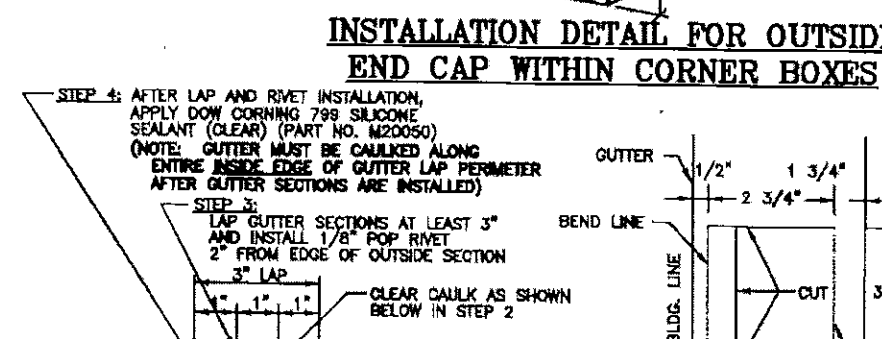 INSTALLATION DETAIL FOR OUTSIDE
END CAP WITHIN CORNER BOXES
STEP 4: AFTER LAP AND RIVET INSTALLATION,
APPLY DOW CORNING 799 SILICONE
SEALANT (CLEAR) (PART NO. M20050)
(NOTE: GUTTER MUST BE CAULKED ALONG
ENTIRE INSIDE EDGE OF GUTTER LAP PERIMETER
AFTER GUTTER SECTIONS ARE INSTALLED)
STEP 3:
LAP GUTTER SECTIONS AT LEAST 3"
AND INSTALL 1/8" POP RIVET
2" FROM EDGE OF OUTSIDE SECTION
3" LAP
1" 1" 1"
CLEAR CAULK AS SHOWN
BELOW IN STEP 2
GUTTER
1/2" 1 3/4"
2 3/4"
BEND LINE
BLDG. LINE
CUT
3